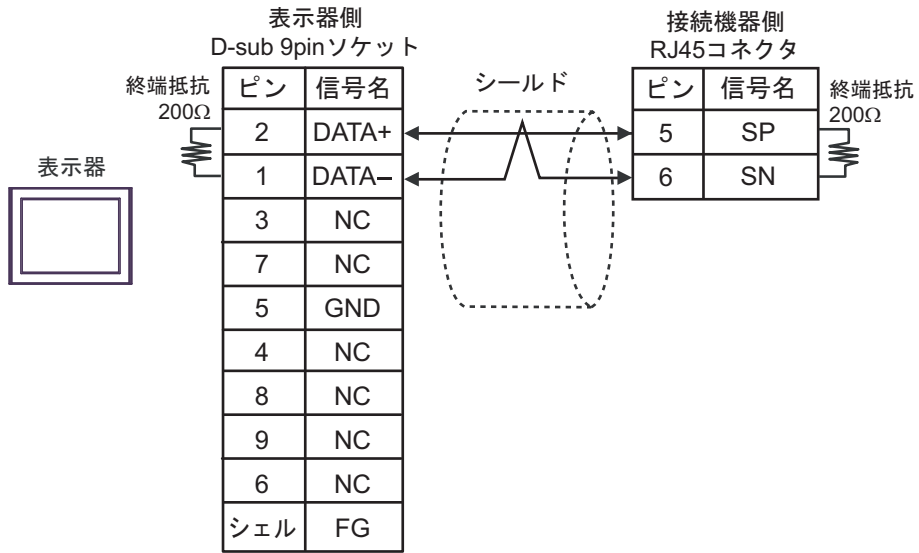 表示器側
D-sub 9pinソケット
接続機器側
RJ45コネクタ
終端抵抗
200Ω
ピン 信号名
シールド
ピン 信号名
終端抵抗
200Ω
2 DATA+
5 SP
表示器
1 DATA−
6 SN
3 NC
7 NC
5 GND
4 NC
8 NC
9 NC
6 NC
シェル FG